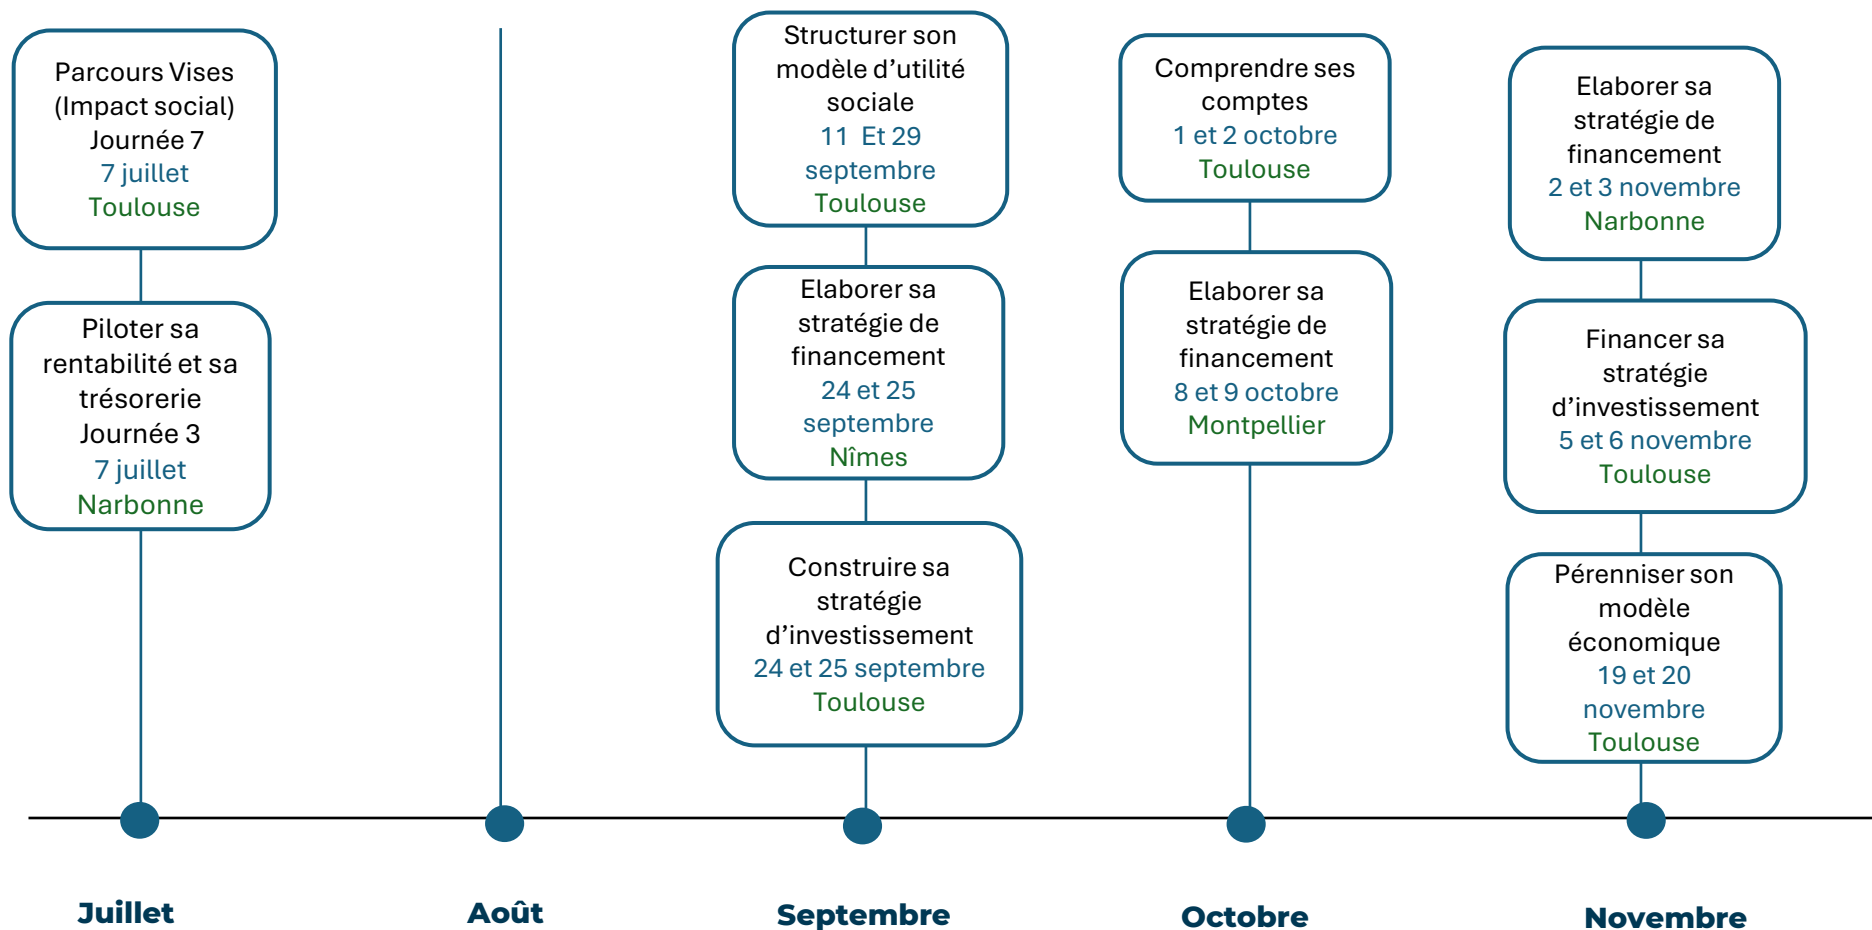 Parcours Vises
(Impact social)
Journée 7
7 juillet
Toulouse
Piloter sa
rentabilité et sa
trésorerie
Journée 3
7 juillet
Narbonne
Structurer son
modèle d’utilité
sociale
11  Et 29
septembre
Toulouse
Elaborer sa
stratégie de
financement
24 et 25
septembre
Nîmes
Construire sa
stratégie
d’investissement
24 et 25 septembre
Toulouse
Comprendre ses
comptes
1 et 2 octobre
Toulouse
Elaborer sa
stratégie de
financement
8 et 9 octobre
Montpellier
Elaborer sa
stratégie de
financement
2 et 3 novembre
Narbonne
Financer sa
stratégie
d’investissement
5 et 6 novembre
Toulouse
Pérenniser son
modèle
économique
19 et 20
novembre
Toulouse
Juillet
Août
Septembre
Octobre
Novembre